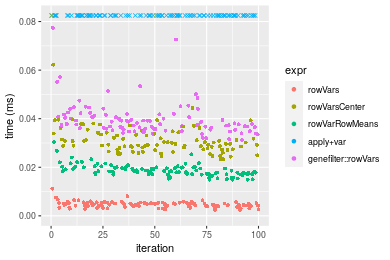 0.08
0.06
0.04
0.02
0.00
0
25
50
75
100
time (ms)
iteration
expr
rowVars
rowVarsCenter
rowVarRowMeans
apply+var
genefilter::rowVars